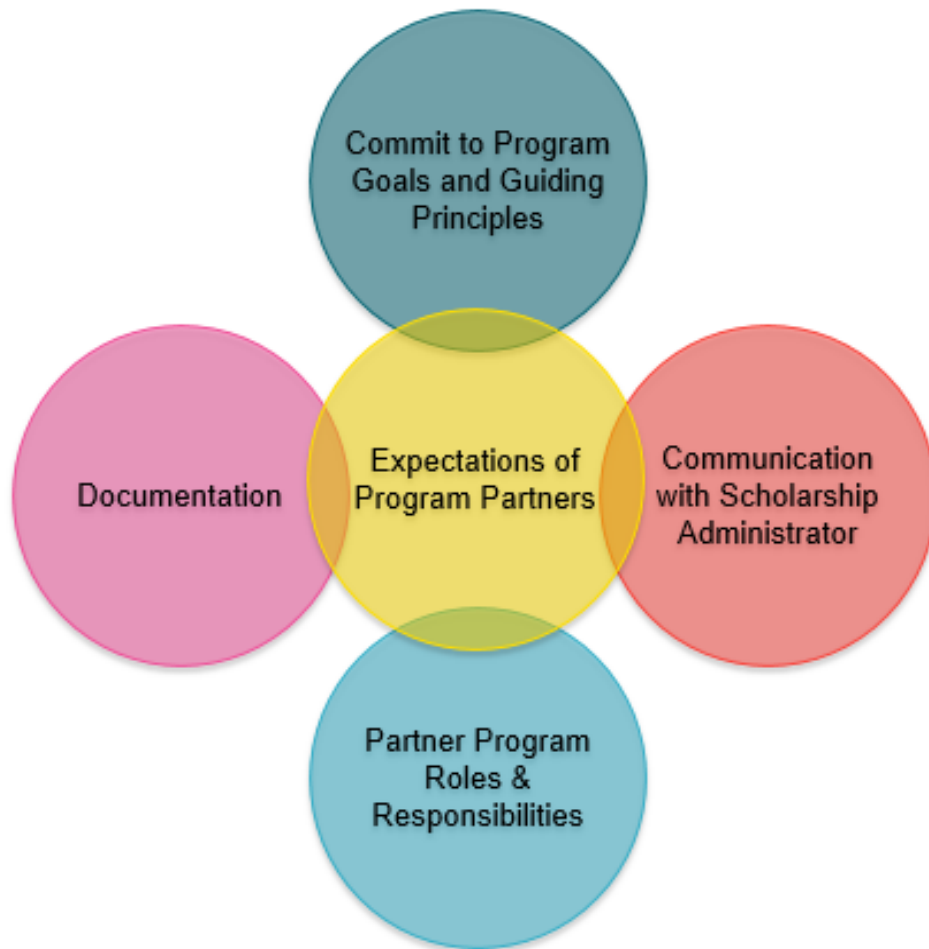 Commit to Program
Goals and Guiding
Principles
Documentation
Expectations of
Program Partners
Communication
with Scholarship
Administrator
Partner Program
Roles &
Responsibilities